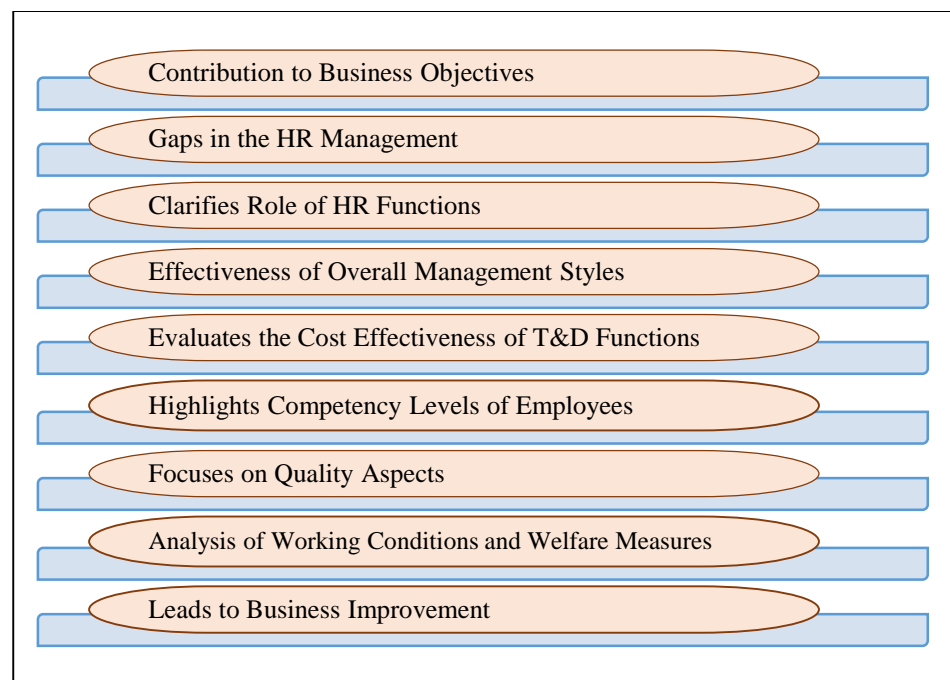 Contribution to Business Objectives
Gaps in the HR Management
Clarifies Role of HR Functions
Effectiveness of Overall Management Styles
Evaluates the Cost Effectiveness of T&D Functions
Highlights Competency Levels of Employees
Focuses on Quality Aspects
Analysis of Working Conditions and Welfare Measures
Leads to Business Improvement